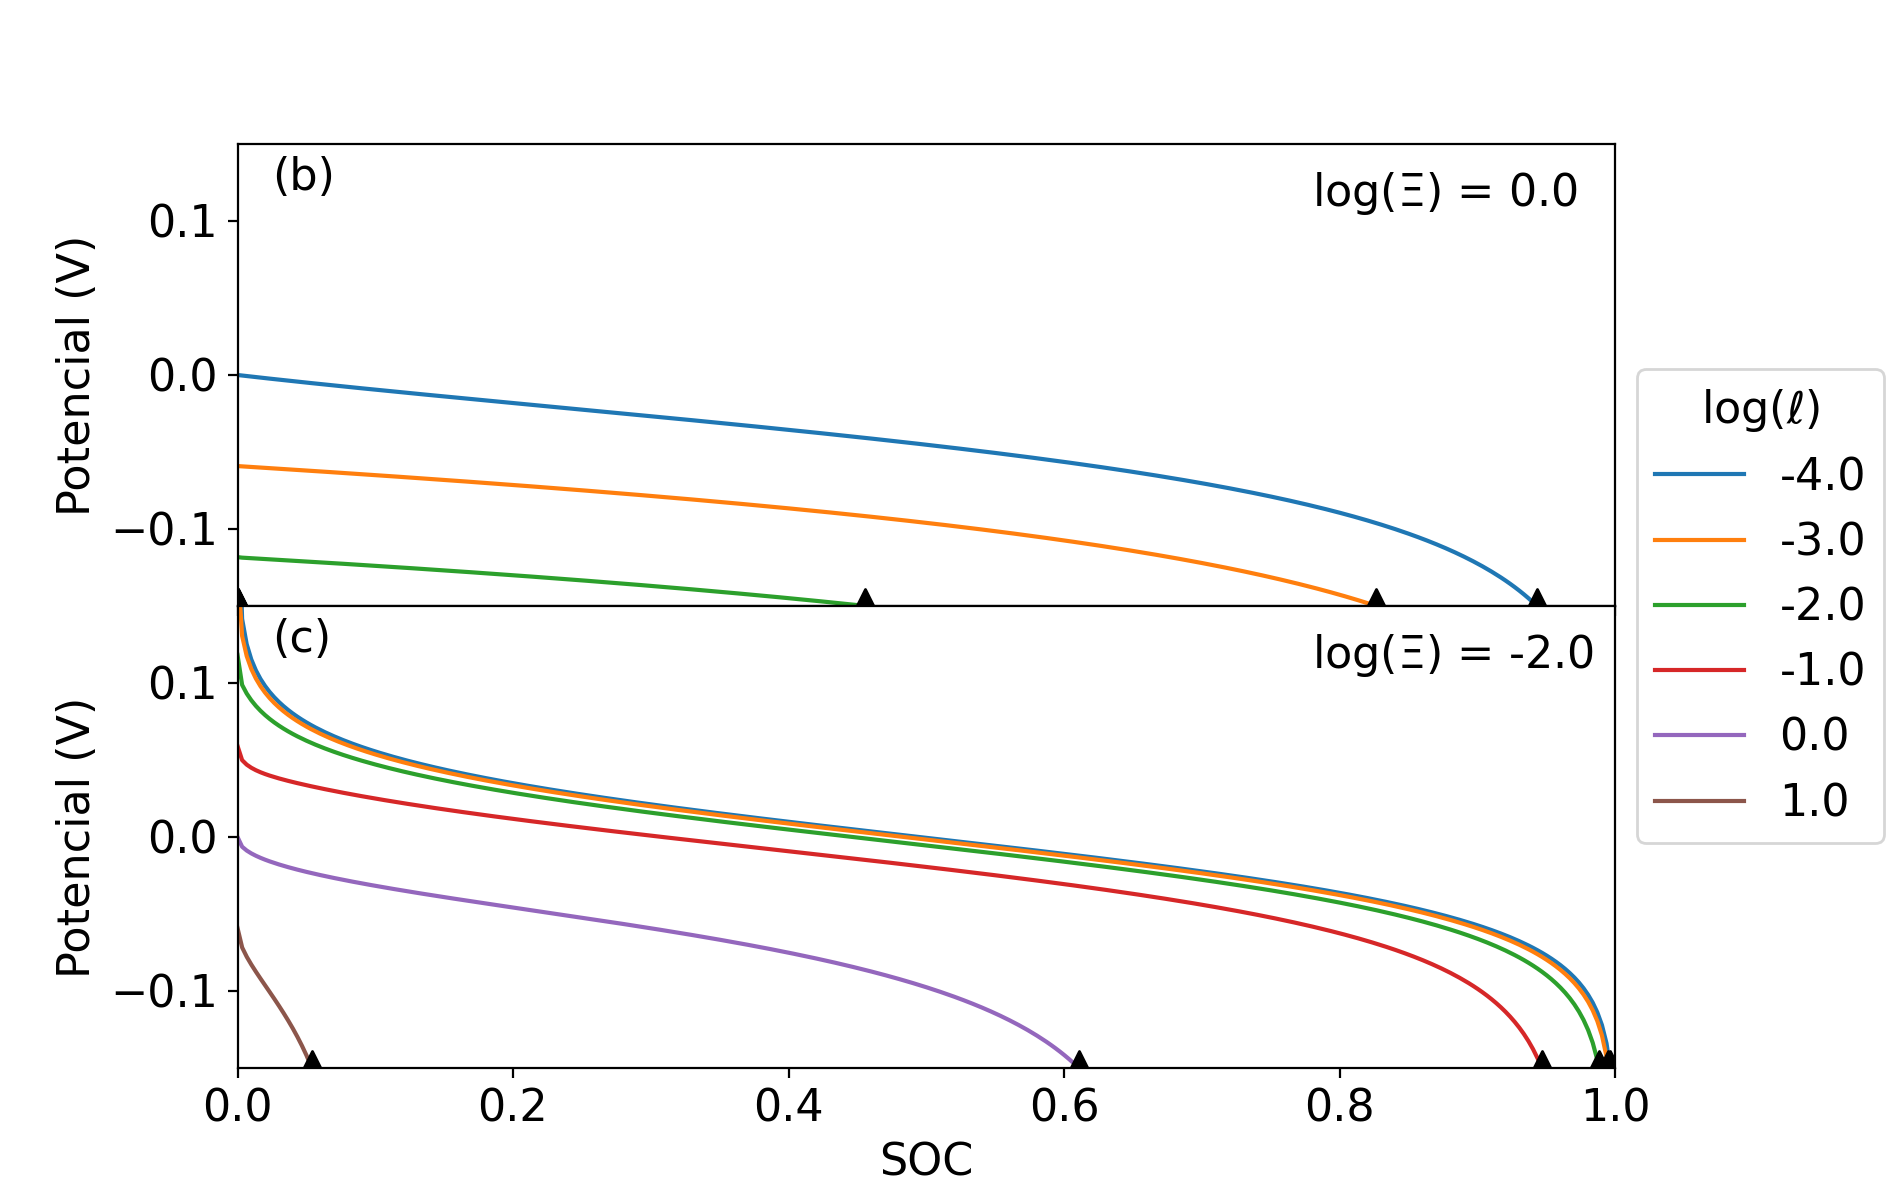 (b)
log(Ξ) = 0.0
0.1
0.0
−0.1
Potencial (V)
(c)
log(Ξ) = -2.0
0.1
0.0
−0.1
Potencial (V)
0.0 0.2 0.4 0.6 0.8 1.0
SOC
log(ℓ)
-4.0
-3.0
-2.0
-1.0
0.0
1.0